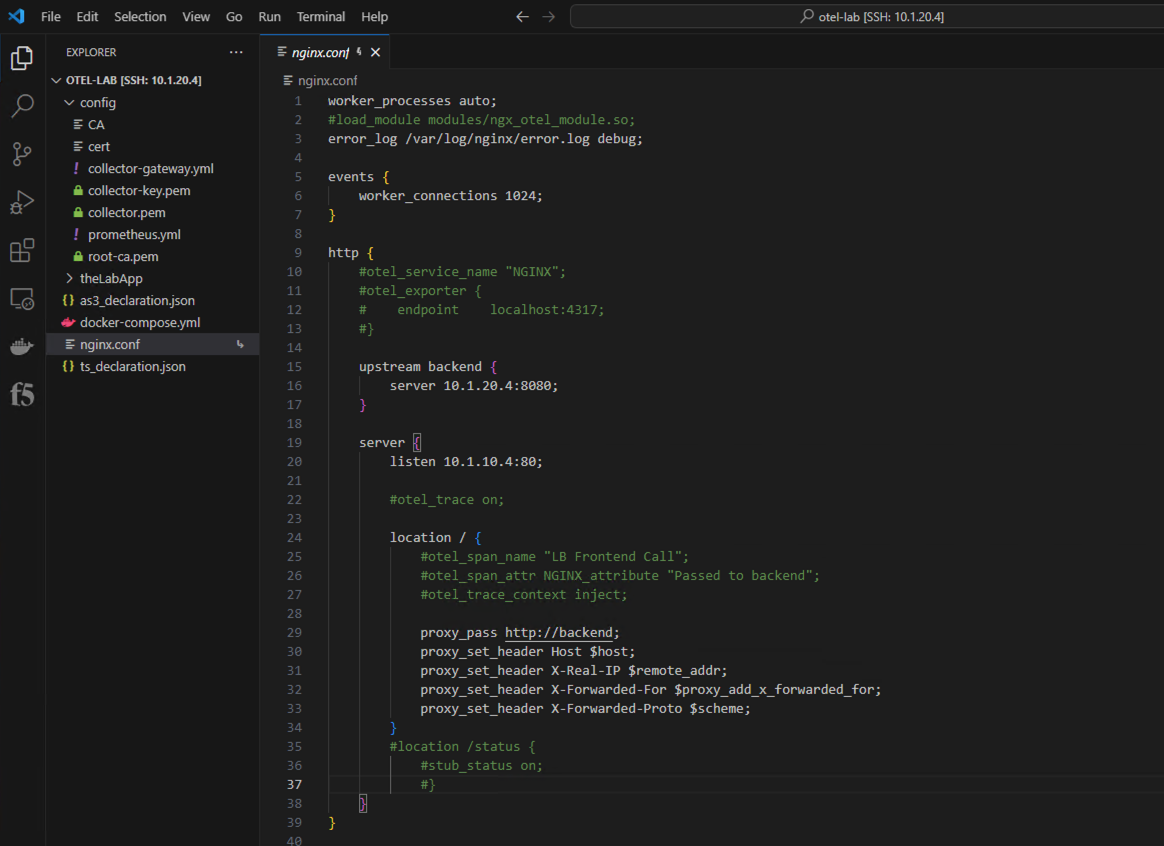 File Edit Selection View Go Run Terminal Help
otel-lab [SSH: 10.1.20.4]
EXPLORER
OTEL-LAB [SSH: 10.1.20.4]
config
CA
cert
collector-gateway.yml
collector-key.pem
collector.pem
prometheus.yml
root-ca.pem
theLabApp
as3_declaration.json
docker-compose.yml
nginx.conf
ts_declaration.json
f5
nginx.conf
nginx.conf
1 worker_processes auto;
2 #load_module modules/ngx_otel_module.so;
3 error_log /var/log/nginx/error.log debug;
4
5 events {
6     worker_connections 1024;
7 }
8
9 http {
10     #otel_service_name "NGINX";
11     #otel_exporter {
12     #    endpoint    localhost:4317;
13     #}
14
15     upstream backend {
16         server 10.1.20.4:8080;
17     }
18
19     server {
20         listen 10.1.10.4:80;
21
22         #otel_trace on;
23
24         location / {
25             #otel_span_name "LB Frontend Call";
26             #otel_span_attr NGINX_attribute "Passed to backend";
27             #otel_trace_context inject;
28
29             proxy_pass http://backend;
30             proxy_set_header Host $host;
31             proxy_set_header X-Real-IP $remote_addr;
32             proxy_set_header X-Forwarded-For $proxy_add_x_forwarded_for;
33             proxy_set_header X-Forwarded-Proto $scheme;
34         }
35         #location /status {
36             #stub_status on;
37             #}
38     }
39 }
40